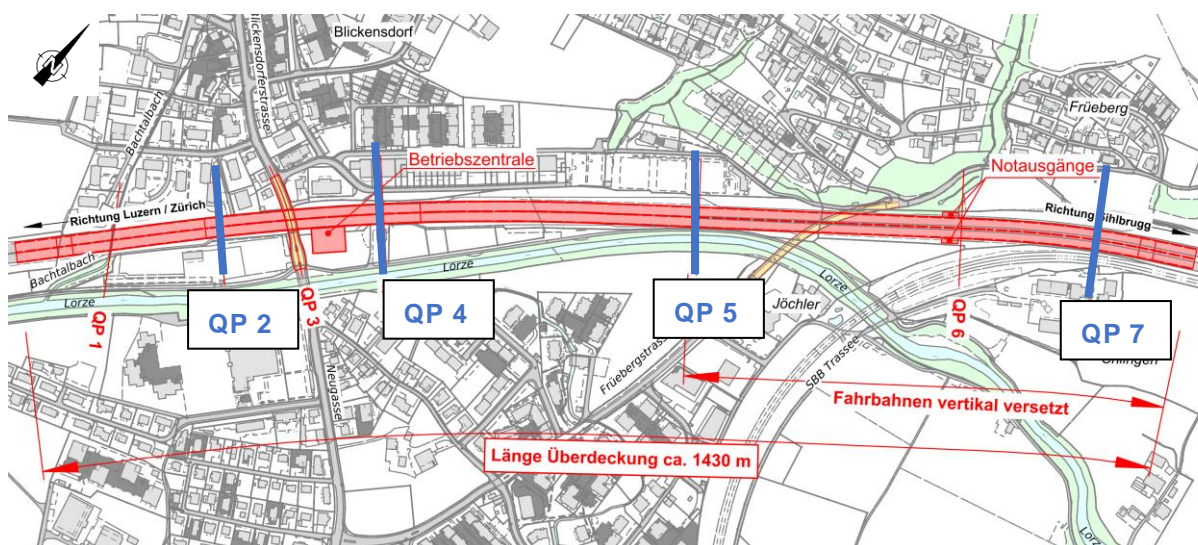 N
Blickensdorf
Blickensdorferstrasse
Bachtalbach
Früeberg
Betriebszentrale
Notausgänge
Richtung Luzern / Zürich
Richtung Sihlbrugg
Bachtalbach
Lorze
Lorze
Lorze
QP 1
QP 2
QP 3
QP 4
QP 5
QP 6
QP 7
Jöchler
SBB Trassee
Neugasse
Früebergstrasse
Fahrbahnen vertikal versetzt
Länge Überdeckung ca. 1430 m
Lorze